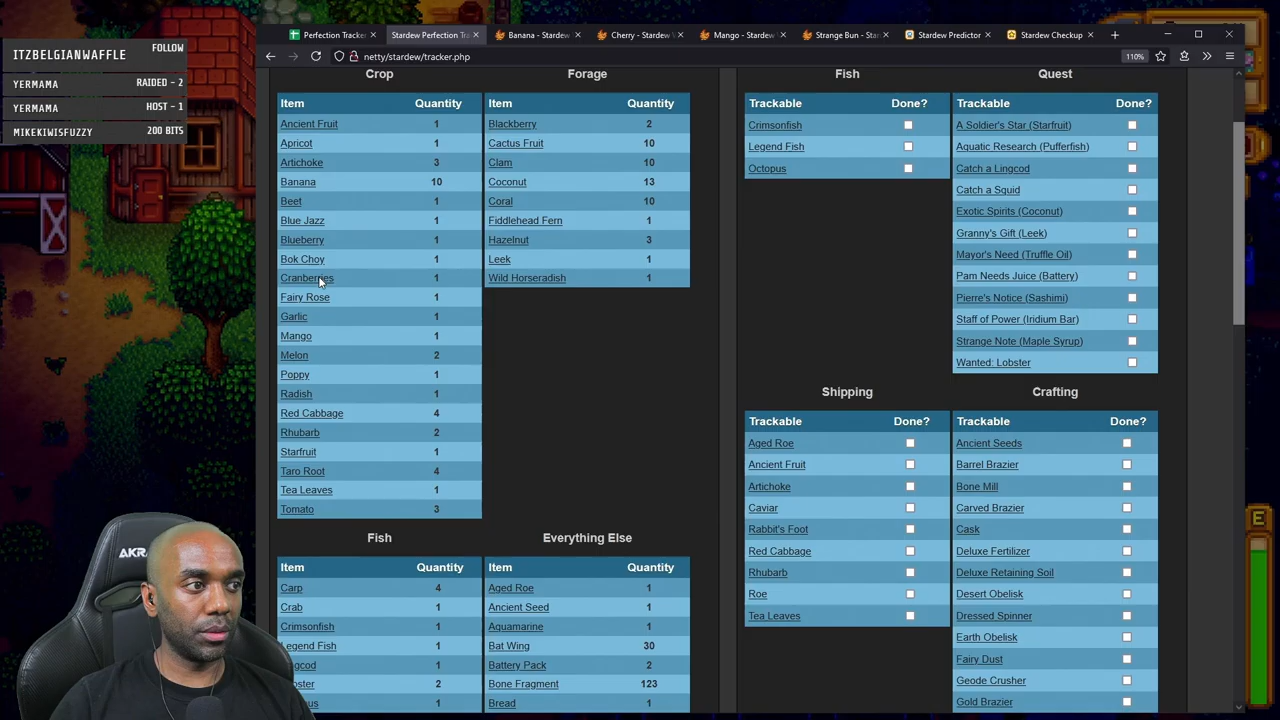 ITZBELGIANWAFFLE FOLLOW
YERMAMA RAIDED - 2
YERMAMA HOST - 1
MIKEKIWISFUZZY 200 BITS
Perfection Tracke
Stardew Perfection Tra
Banana - Stardew
Cherry - Stardew
Mango - Stardew
Strange Bun - Star
Stardew Predictor
Stardew Checkup
netty/stardew/tracker.php
110%
Crop
Item Quantity
Ancient Fruit 1
Apricot 1
Artichoke 3
Banana 10
Beet 1
Blue Jazz 1
Blueberry 1
Bok Choy 1
Cranberries 1
Fairy Rose 1
Garlic 1
Mango 1
Melon 2
Poppy 1
Radish 1
Red Cabbage 4
Rhubarb 2
Starfruit 1
Taro Root 4
Tea Leaves 1
Tomato 3
Forage
Item Quantity
Blackberry 2
Cactus Fruit 10
Clam 10
Coconut 13
Coral 10
Fiddlehead Fern 1
Hazelnut 3
Leek 1
Wild Horseradish 1
Fish
Item Quantity
Carp 4
Crab 1
Crimsonfish 1
Legend Fish 1
ngcod 1
bster 2
us 1
Everything Else
Item Quantity
Aged Roe 1
Ancient Seed 1
Aquamarine 1
Bat Wing 30
Battery Pack 2
Bone Fragment 123
Bread 1
Fish
Trackable Done?
Crimsonfish
Legend Fish
Octopus
Quest
Trackable Done?
A Soldier's Star (Starfruit)
Aquatic Research (Pufferfish)
Catch a Lingcod
Catch a Squid
Exotic Spirits (Coconut)
Granny's Gift (Leek)
Mayor's Need (Truffle Oil)
Pam Needs Juice (Battery)
Pierre's Notice (Sashimi)
Staff of Power (Iridium Bar)
Strange Note (Maple Syrup)
Wanted: Lobster
Shipping
Trackable Done?
Aged Roe
Ancient Fruit
Artichoke
Caviar
Rabbit's Foot
Red Cabbage
Rhubarb
Roe
Tea Leaves
Crafting
Trackable Done?
Ancient Seeds
Barrel Brazier
Bone Mill
Carved Brazier
Cask
Deluxe Fertilizer
Deluxe Retaining Soil
Desert Obelisk
Dressed Spinner
Earth Obelisk
Fairy Dust
Geode Crusher
Gold Brazier
E
AKR